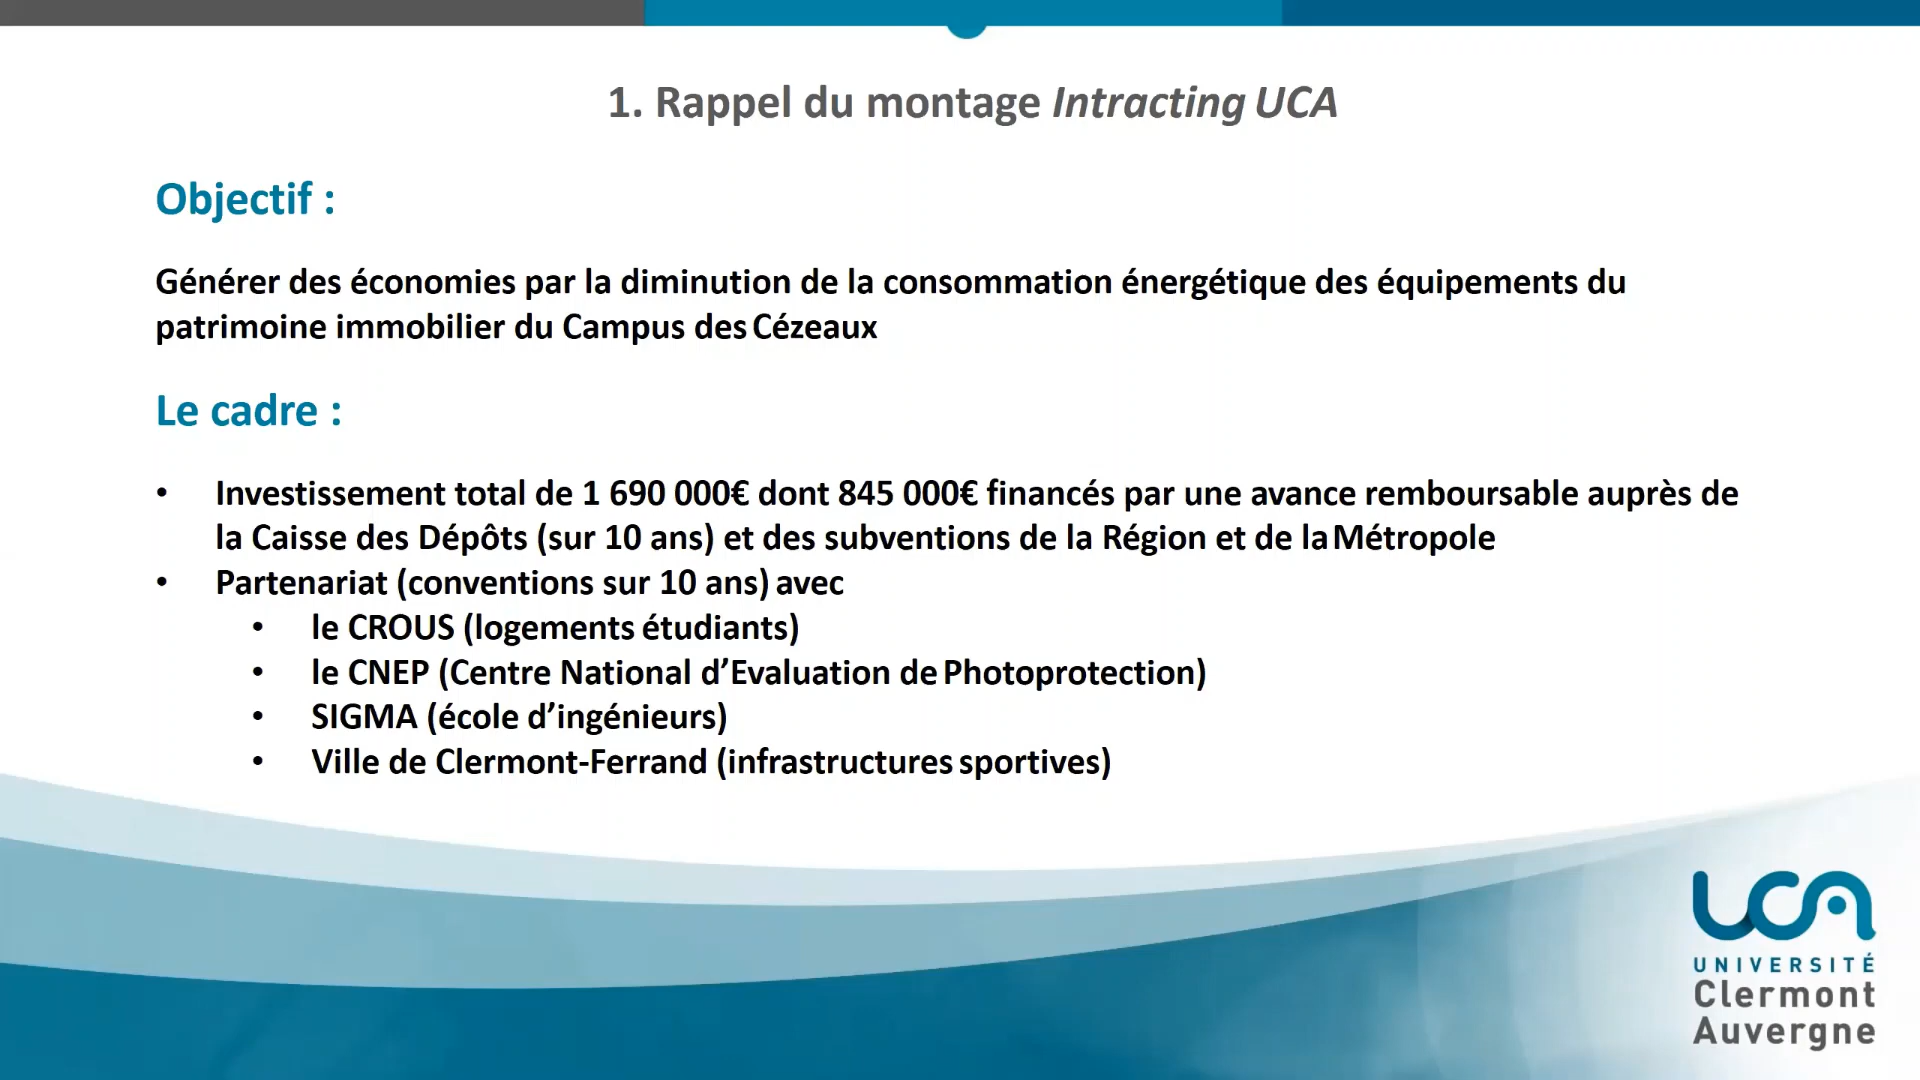 1. Rappel du montage Intracting UCA
Objectif :
Générer des économies par la diminution de la consommation énergétique des équipements du
patrimoine immobilier du Campus des Cézeaux
Le cadre :
• Investissement total de 1 690 000€ dont 845 000€ financés par une avance remboursable auprès de
la Caisse des Dépôts (sur 10 ans) et des subventions de la Région et de la Métropole
• Partenariat (conventions sur 10 ans) avec
• le CROUS (logements étudiants)
• le CNEP (Centre National d’Evaluation de Photoprotection)
• SIGMA (école d’ingénieurs)
• Ville de Clermont-Ferrand (infrastructures sportives)
UCA
UNIVERSITÉ
Clermont
Auvergne